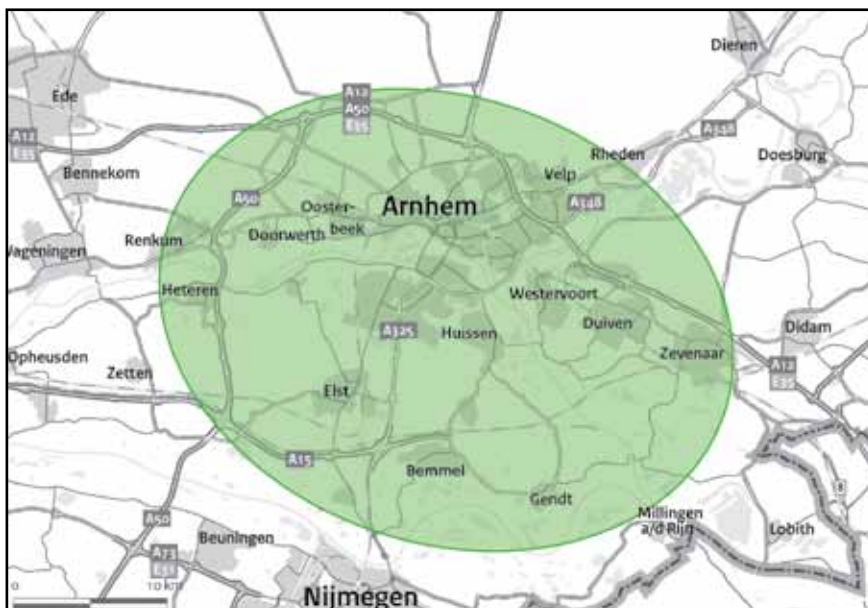 Dieren
Ede
A12
A50
E35
A12
E35
A348
Doesburg
Rheden
Velp
Bennekom
A50
Ooster-
beek
Arnhem
A348
Renkum
Doorwerth
Wageningen
Heteren
Westervoort
A325
Huissen
Duiven
Didam
Opheusden
Zetten
Zevenaar
A12
E35
Elst
A15
Bemmel
Gendt
8
Millingen
a/d Rijn
Lobith
A50
Beuningen
A73
E31
0
10 km
Nijmegen